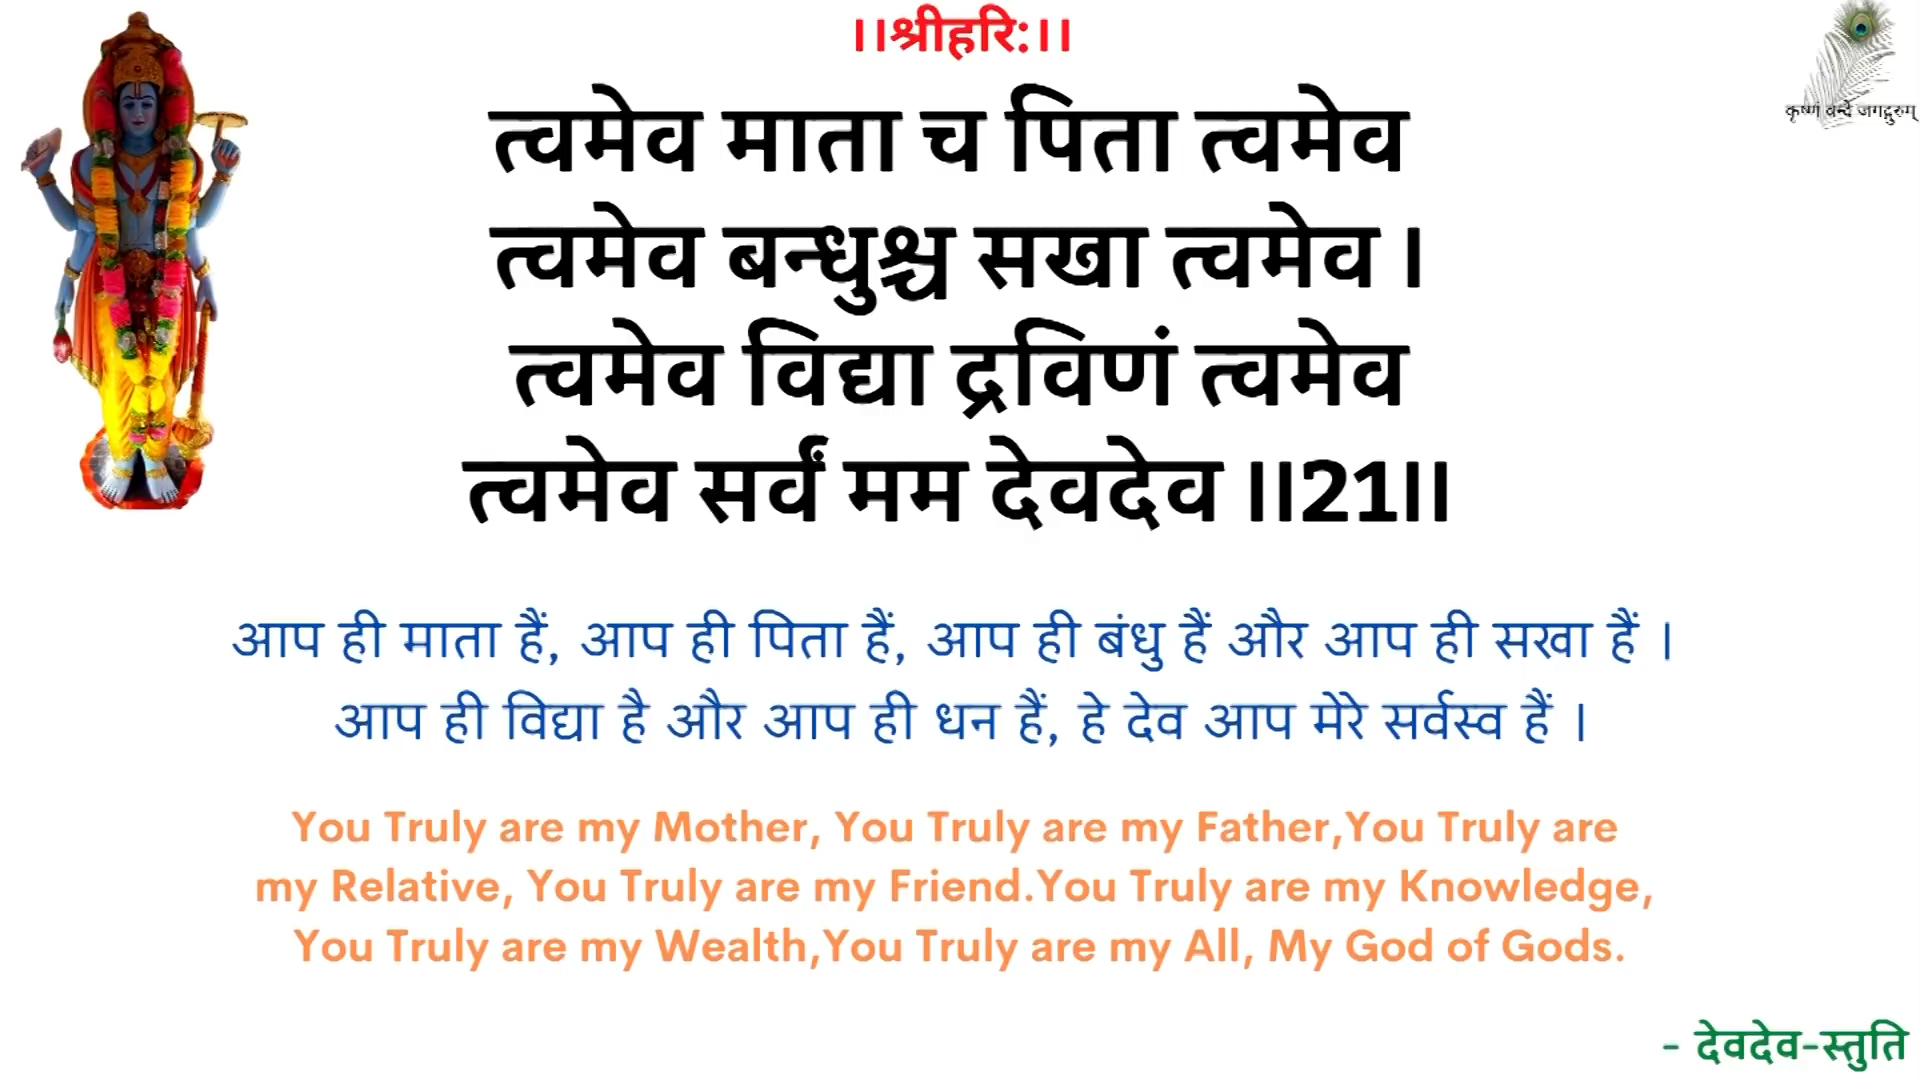 ।।श्रीहरि:।।
कृष्णं वन्दे जगद्गुरुम्
त्वमेव माता च पिता त्वमेव
त्वमेव बन्धुश्च सखा त्वमेव ।
त्वमेव विद्या द्रविणं त्वमेव
त्वमेव सर्वं मम देवदेव ।।21।।
आप ही माता हैं, आप ही पिता हैं, आप ही बंधु हैं और आप ही सखा हैं ।
आप ही विद्या है और आप ही धन हैं, हे देव आप मेरे सर्वस्व हैं ।
You Truly are my Mother, You Truly are my Father,You Truly are
my Relative, You Truly are my Friend.You Truly are my Knowledge,
You Truly are my Wealth,You Truly are my All, My God of Gods.
- देवदेव-स्तुति